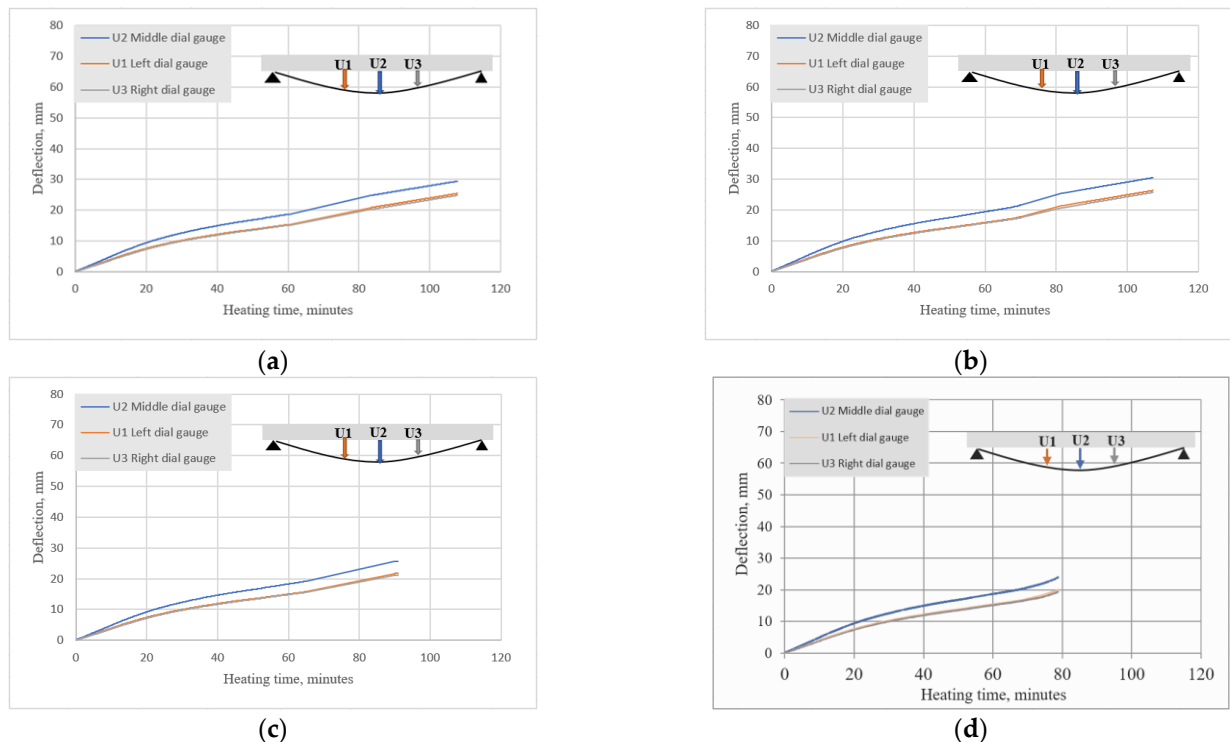 80
70
60
50
40
30
20
10
0
Deflection, mm
U2 Middle dial gauge
U1 Left dial gauge
U3 Right dial gauge
U1 U2 U3
0 20 40 60 80 100 120
Heating time, minutes
(a)
80
70
60
50
40
30
20
10
0
Deflection, mm
U2 Middle dial gauge
U1 Left dial gauge
U3 Right dial gauge
U1 U2 U3
0 20 40 60 80 100 120
Heating time, minutes
(b)
80
70
60
50
40
30
20
10
0
Deflection, mm
U2 Middle dial gauge
U1 Left dial gauge
U3 Right dial gauge
U1 U2 U3
0 20 40 60 80 100 120
Heating time, minutes
(c)
80
70
60
50
40
30
20
10
0
Deflection, mm
U2 Middle dial gauge
U1 Left dial gauge
U3 Right dial gauge
U1 U2 U3
0 20 40 60 80 100 120
Heating time, minutes
(d)